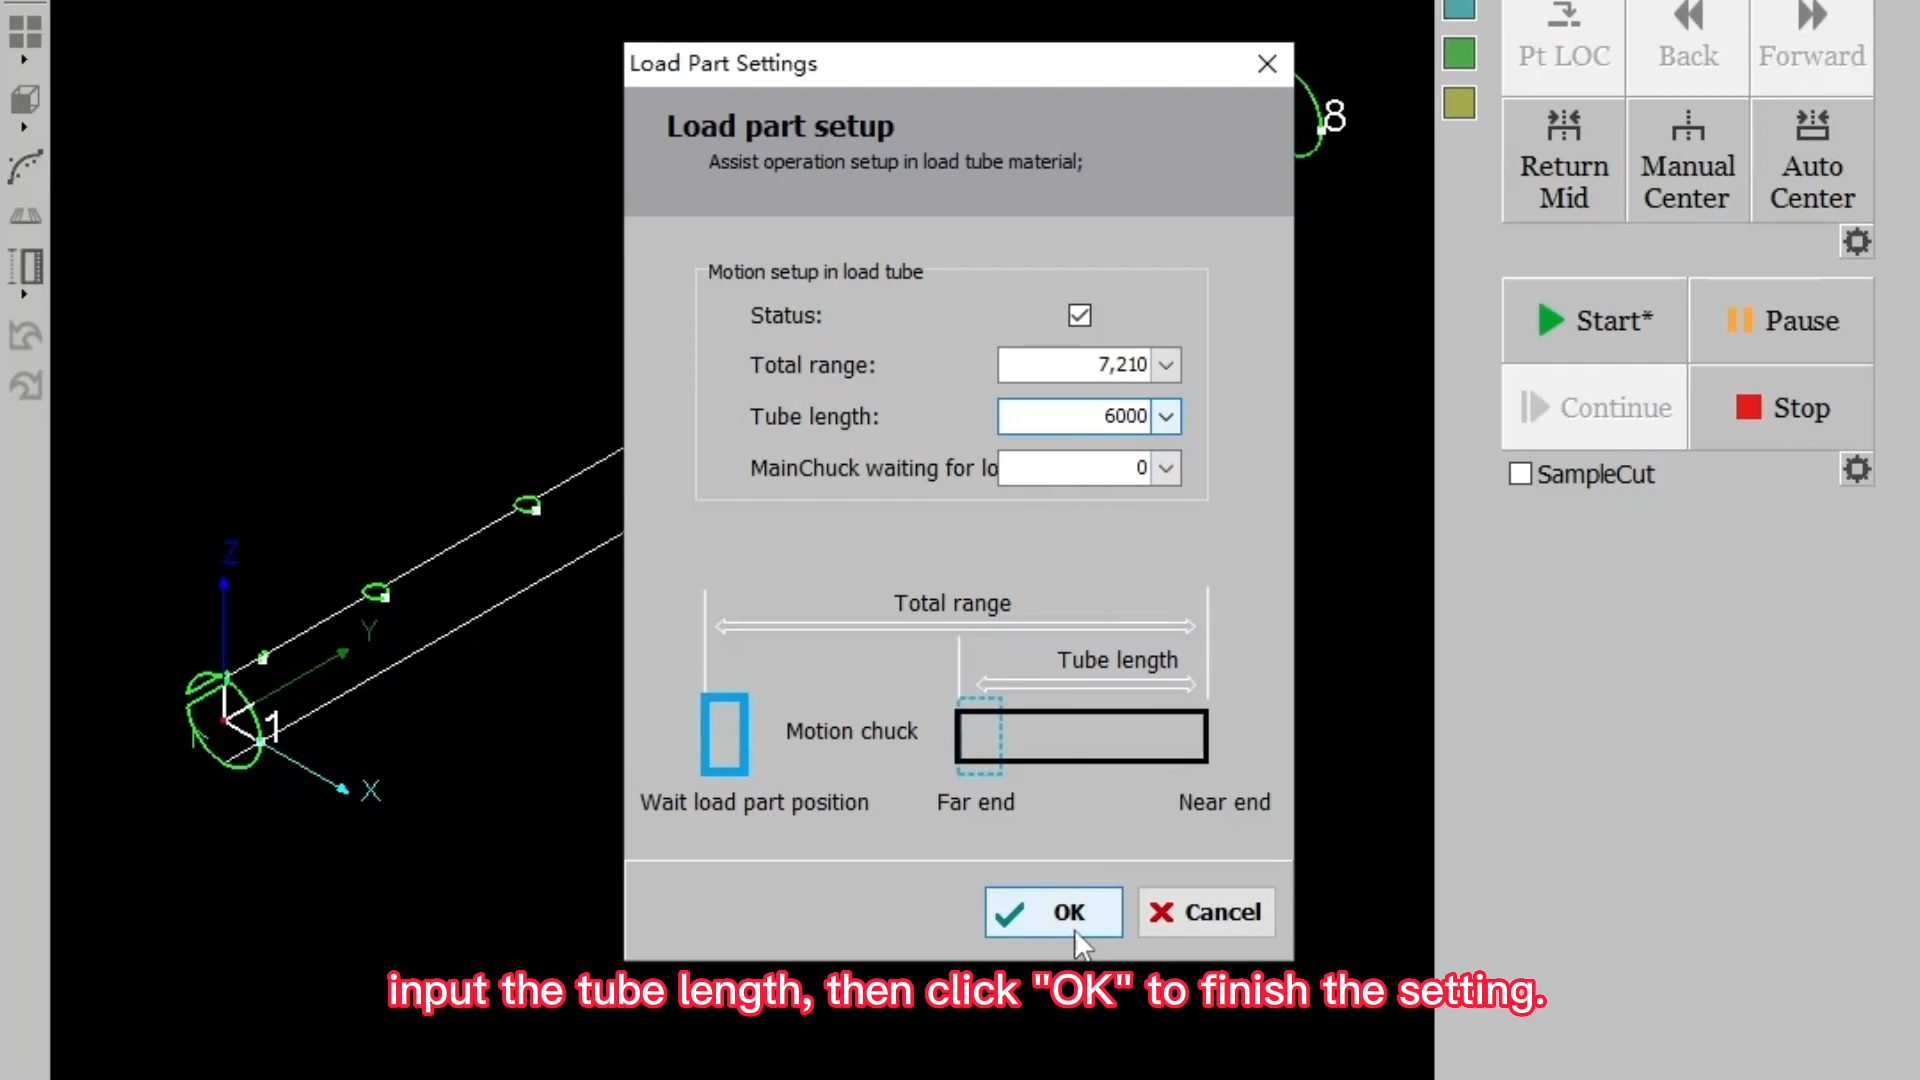 Load Part Settings
Load part setup
Assist operation setup in load tube material;
Motion setup in load tube
Status:
Total range: 7,210
Tube length: 6000
MainChuck waiting for lo 0
Total range
Tube length
Motion chuck
Wait load part position Far end Near end
OK Cancel
Z
Y
X
1
8
Pt LOC Back Forward
Return Mid
Manual Center
Auto Center
Start* Pause
Continue Stop
SampleCut
input the tube length, then click "OK" to finish the setting.